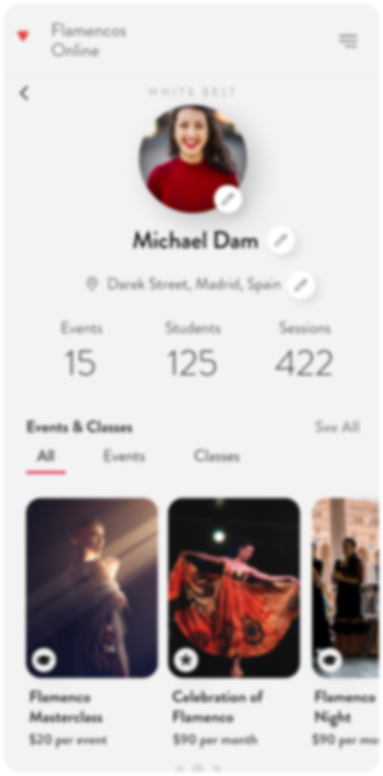 Flamencos
Online
WHITE BELT
Michael Dam
Darek Street, Madrid, Spain
Events Students Sessions
15 125 422
Events & Classes See All
All Events Classes
Flamenco
Masterclass
$20 per event
Celebration of
Flamenco
$90 per month
Flamenco
Night
$90 per mo